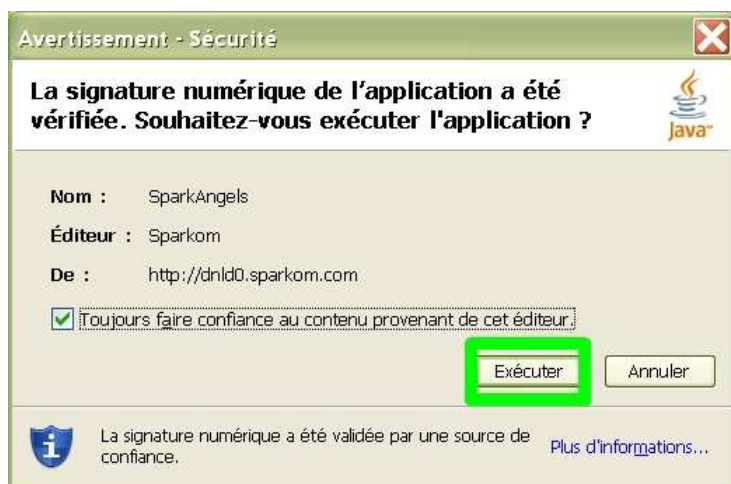 Avertissement - Sécurité
La signature numérique de l'application a été
vérifiée. Souhaitez-vous exécuter l'application ?
Java™
Nom : SparkAngels
Éditeur : Sparkom
De : http://dnld0.sparkom.com
Toujours faire confiance au contenu provenant de cet éditeur.
Exécuter Annuler
La signature numérique a été validée par une source de
confiance.
Plus d'informations...